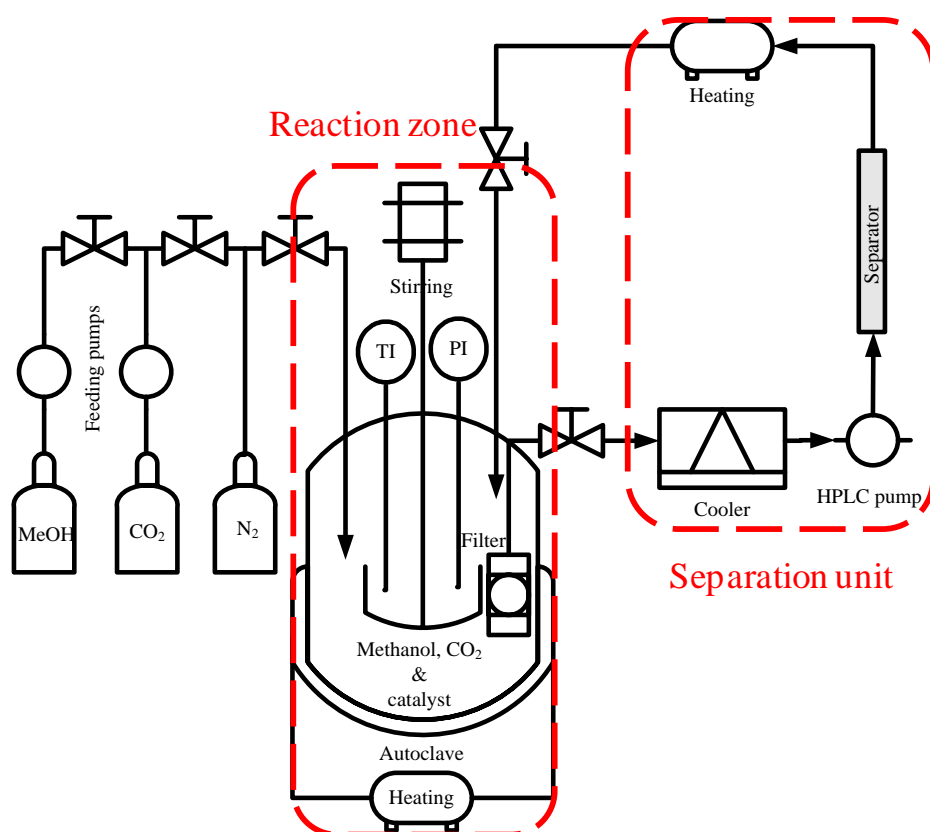 Heating
Reaction zone
Separator
Stirring
TI
PI
Feeding pumps
MeOH
CO₂
N₂
Filter
Cooler
HPLC pump
Separation unit
Methanol, CO₂
&
catalyst
Autoclave
Heating